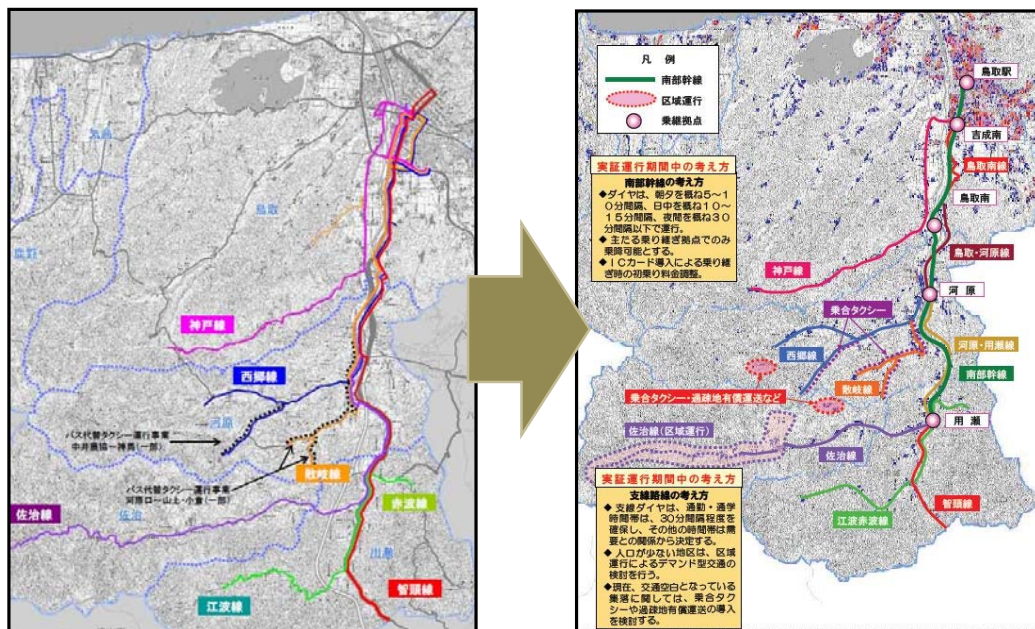 気高
鳥取
鹿野
神戸線
西郷線
河原
バス代替タクシー運行事業
中井農協～神馬(一部)
散岐線
バス代替タクシー運行事業
河原口～山上・小倉(一部)
佐治線
佐治
赤波線
用瀬
江波線
智頭線
凡 例
南部幹線
区域運行
乗継拠点
鳥取駅
吉成南
鳥取南線
鳥取南
鳥取・河原線
実証運行期間中の考え方
南部幹線の考え方
◆ダイヤは、朝夕を概ね5～1
0分間隔、日中を概ね10～
15分間隔、夜間を概ね30
分間隔以下で運行。
◆ 主たる乗り継ぎ拠点でのみ
乗降可能とする。
◆ICカード導入による乗り継
ぎ時の初乗り料金調整。
神戸線
河 原
乗合タクシー
西郷線
河原・用瀬線
散岐線
南部幹線
乗合タクシー・過疎地有償運送など
佐治線(区域運行)
用 瀬
佐治線
実証運行期間中の考え方
支線路線の考え方
◆ 支線ダイヤは、通勤・通学
時間帯は、30分間隔程度を
確保し、その他の時間帯は需
要との関係から決定する。
◆ 人口が少ない地区は、区域
運行によるデマンド型交通の
検討を行う。
◆現在、交通空白となっている
集落に関しては、乗合タク
シーや過疎地有償運送の導入
を検討する。
江波赤波線
智頭線